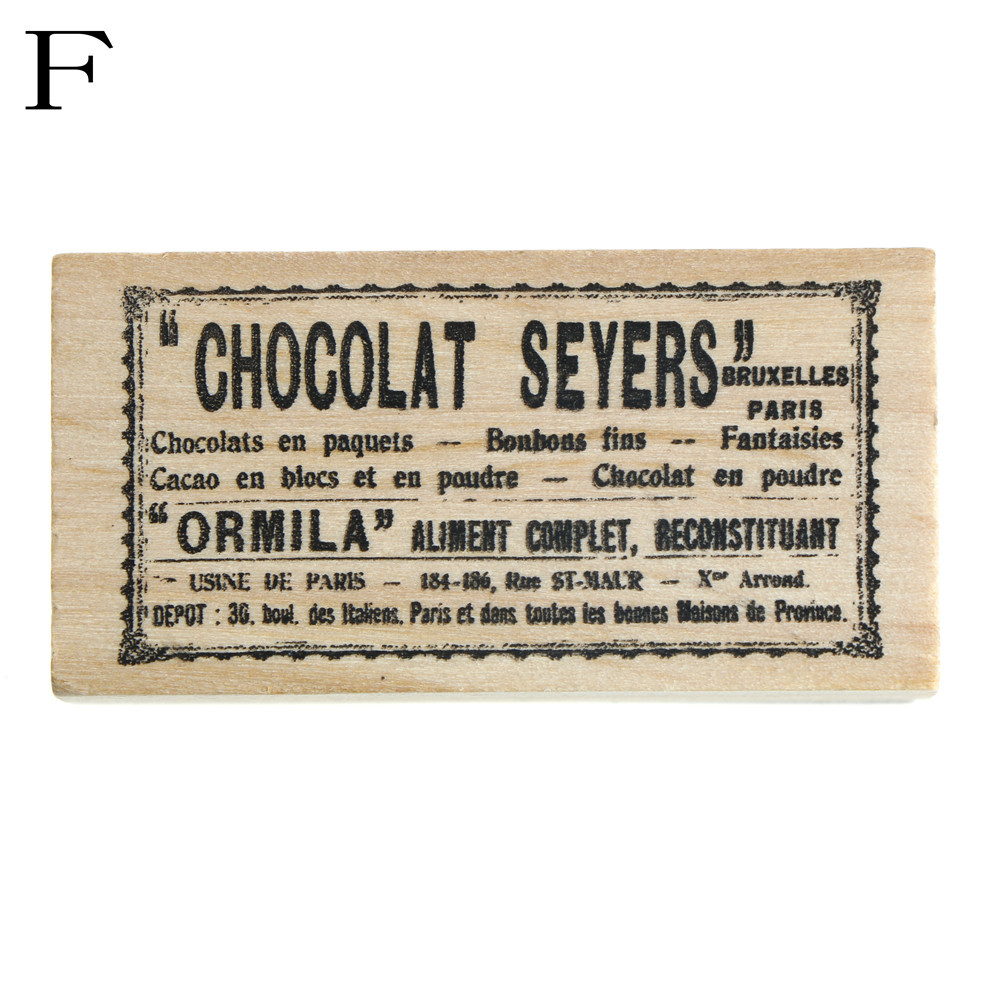 F
"CHOCOLAT SEYERS" BRUXELLES
PARIS
Chocolats en paquets — Bonbons fins -- Fantaisies
Cacao en blocs et en poudre — Chocolat en poudre
"ORMILA" ALIMENT COMPLET, RECONSTITUANT
USINE DE PARIS — 184-186, Rue ST-MAUR — Xme Arrond.
DEPOT : 30, boul. des Italiens, Paris et dans toutes les bonnes Maisons de Province.